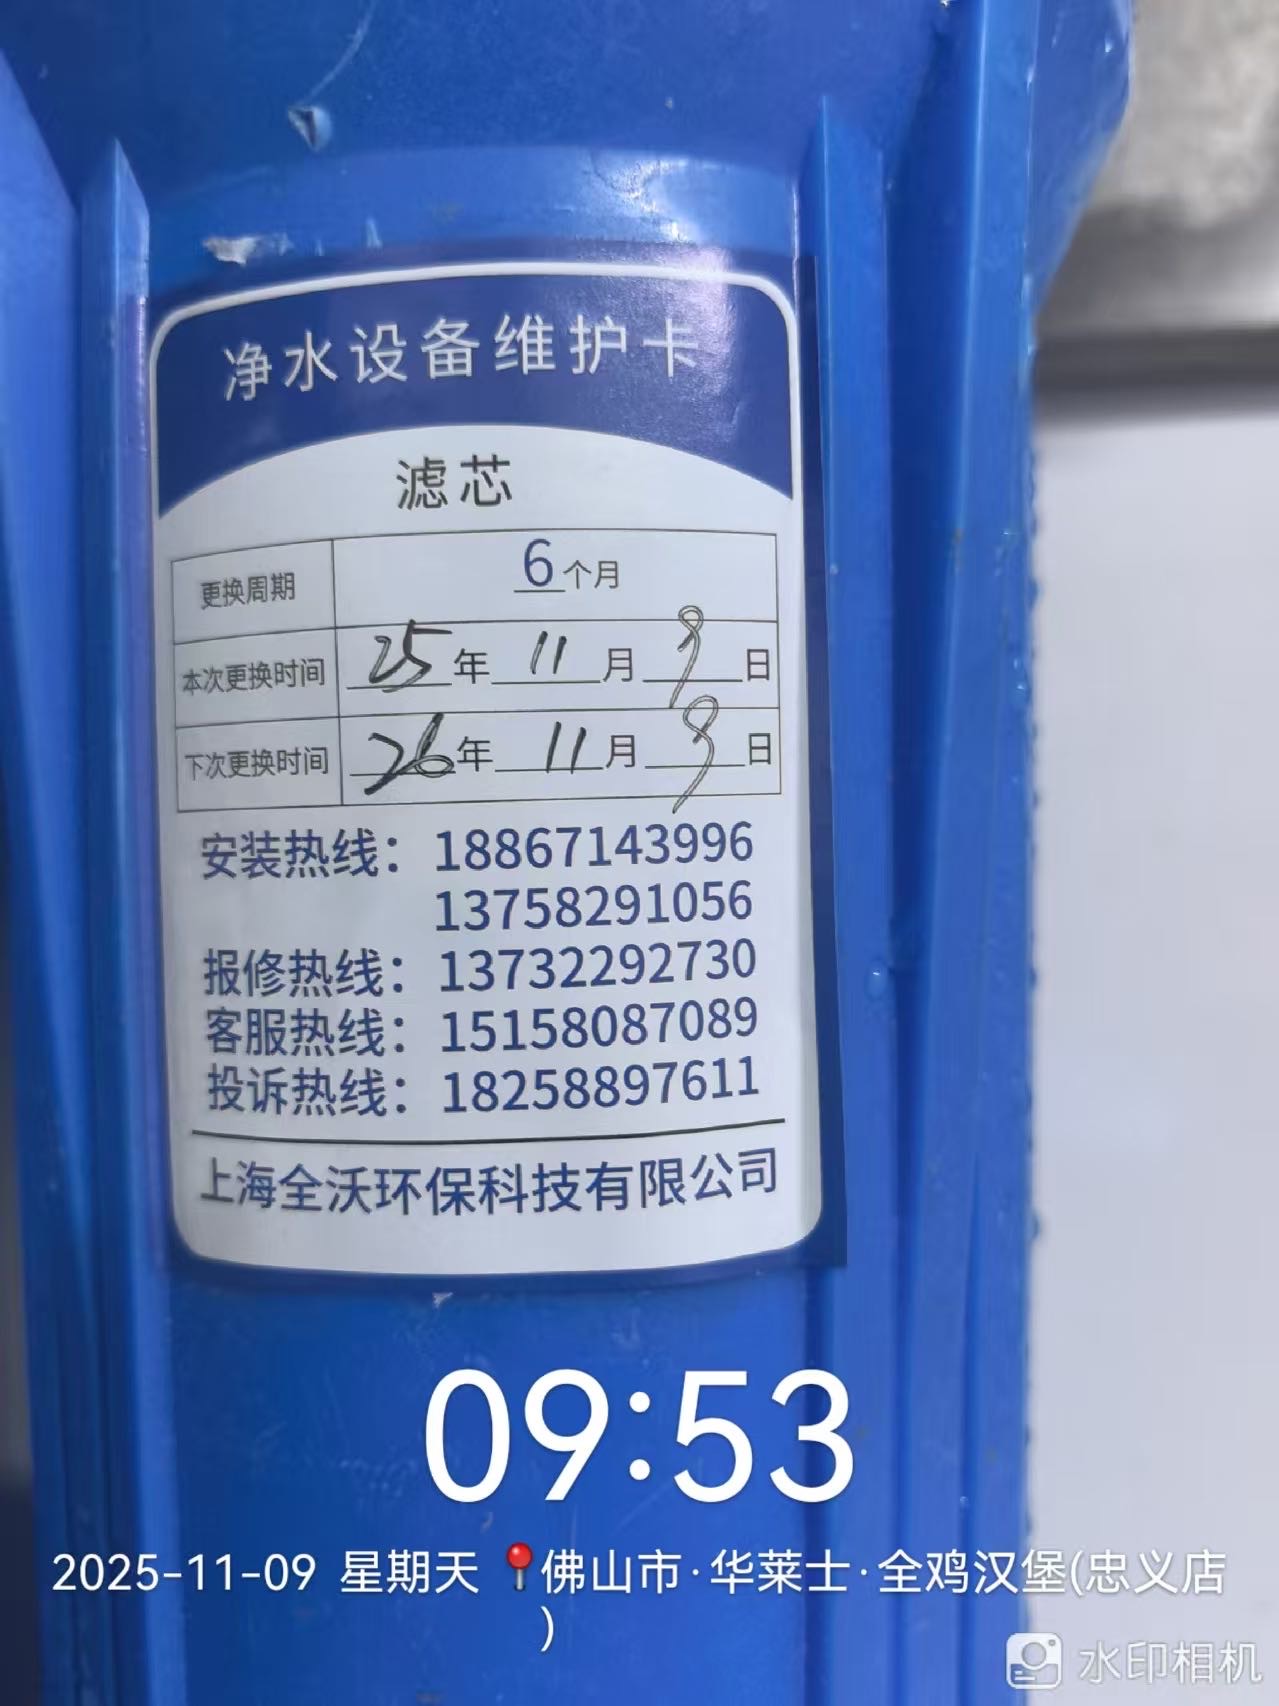 净水设备维护卡
滤芯
更换周期 6个月
本次更换时间 25年11月9日
下次更换时间 26年11月9日
安装热线：18867143996
13758291056
报修热线：13732292730
客服热线：15158087089
投诉热线：18258897611
上海全沃环保科技有限公司
09:53
2025-11-09 星期天 📍佛山市·华莱士·全鸡汉堡(忠义店
)
水印相机